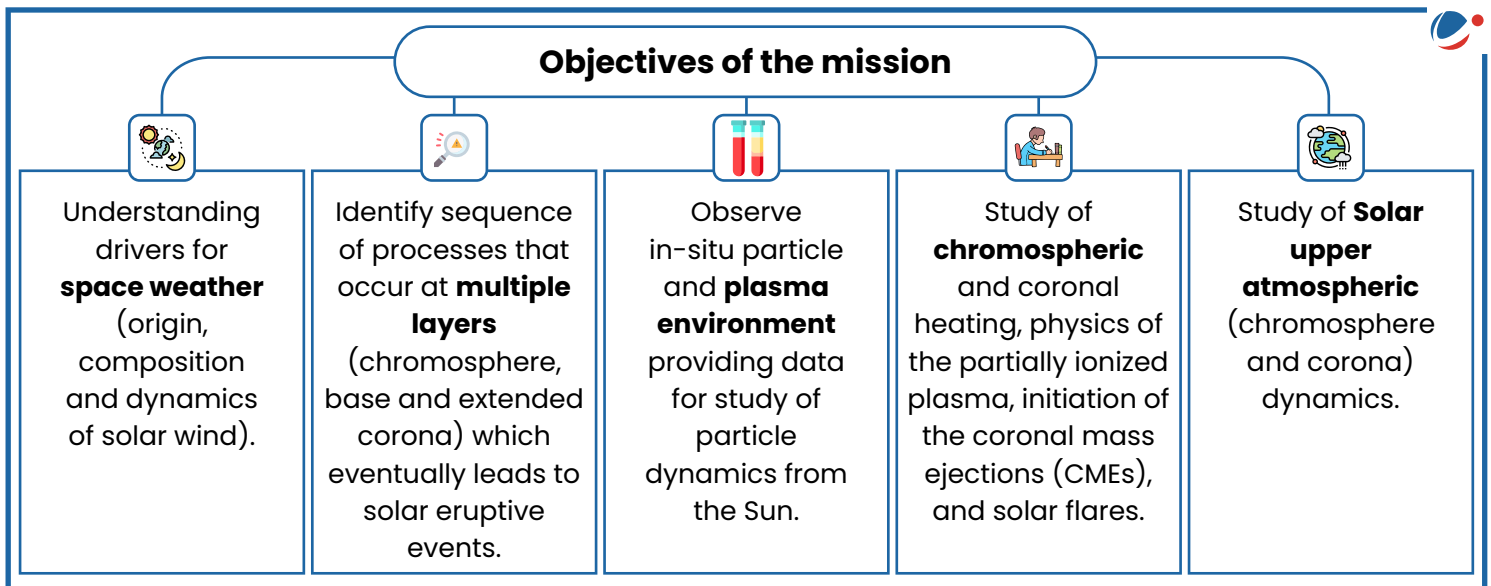 Objectives of the mission
Understanding
drivers for
space weather
(origin,
composition
and dynamics
of solar wind).
Identify sequence
of processes that
occur at multiple
layers
(chromosphere,
base and extended
corona) which
eventually leads to
solar eruptive
events.
Observe
in-situ particle
and plasma
environment
providing data
for study of
particle
dynamics from
the Sun.
Study of
chromospheric
and coronal
heating, physics of
the partially ionized
plasma, initiation of
the coronal mass
ejections (CMEs),
and solar flares.
Study of Solar
upper
atmospheric
(chromosphere
and corona)
dynamics.